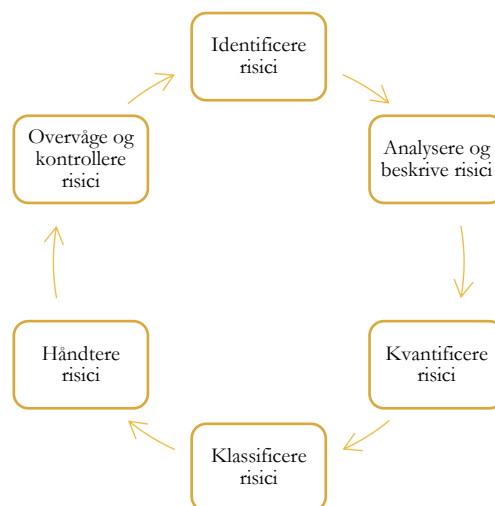 Identificere
risici
Analysere og
beskrive risici
Kvantificere
risici
Klassificere
risici
Håndtere
risici
Overvåge og
kontrollere
risici